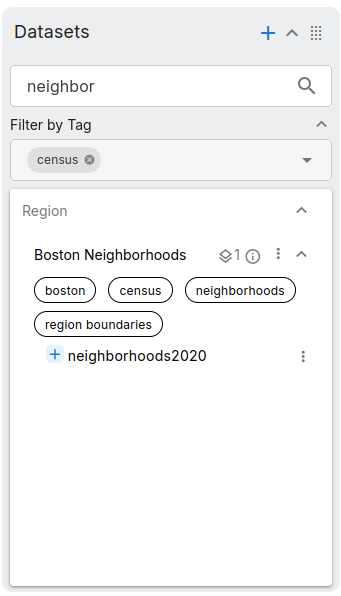 Datasets
neighbor
Filter by Tag
census
Region
Boston Neighborhoods 1
boston census neighborhoods
region boundaries
neighborhoods2020